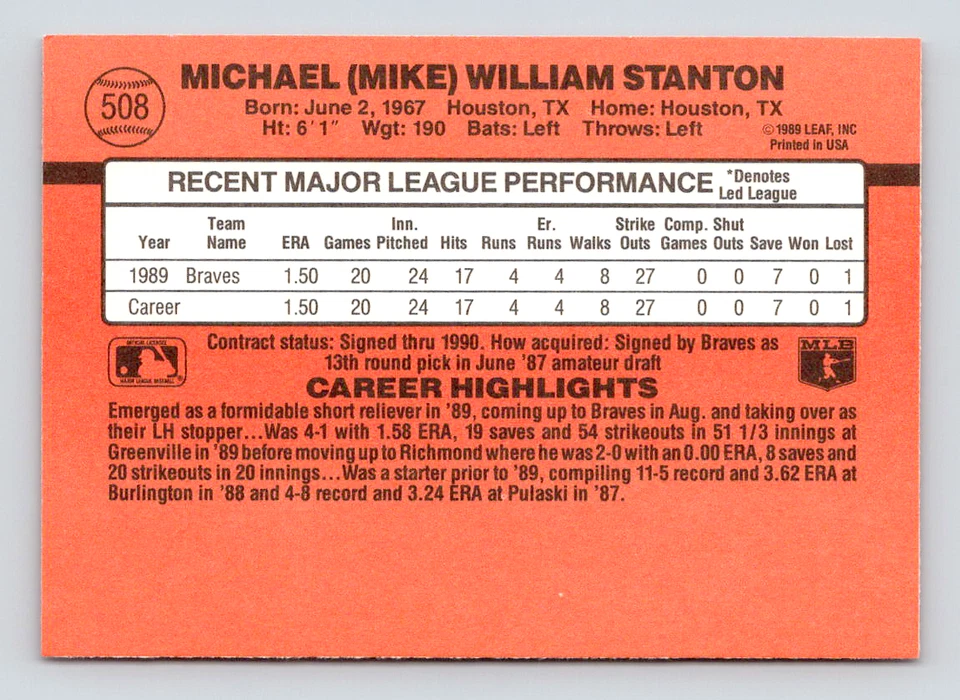 508
MICHAEL (MIKE) WILLIAM STANTON
Born: June 2, 1967 Houston, TX Home: Houston, TX
Ht: 6'1" Wgt: 190 Bats: Left Throws: Left
©1989 LEAF, INC
Printed in USA
RECENT MAJOR LEAGUE PERFORMANCE *Denotes Led League
Year Team Name ERA Games Inn. Pitched Hits Runs Er. Runs Walks Strike Outs Comp. Games Shut Outs Save Won Lost
1989 Braves 1.50 20 24 17 4 4 8 27 0 0 7 0 1
Career 1.50 20 24 17 4 4 8 27 0 0 7 0 1
OFFICIAL LICENSEE
MAJOR LEAGUE BASEBALL
Contract status: Signed thru 1990. How acquired: Signed by Braves as
13th round pick in June '87 amateur draft
MLB
CAREER HIGHLIGHTS
Emerged as a formidable short reliever in '89, coming up to Braves in Aug. and taking over as
their LH stopper...Was 4-1 with 1.58 ERA, 19 saves and 54 strikeouts in 51 1/3 innings at
Greenville in '89 before moving up to Richmond where he was 2-0 with an 0.00 ERA, 8 saves and
20 strikeouts in 20 innings...Was a starter prior to '89, compiling 11-5 record and 3.62 ERA at
Burlington in '88 and 4-8 record and 3.24 ERA at Pulaski in '87.